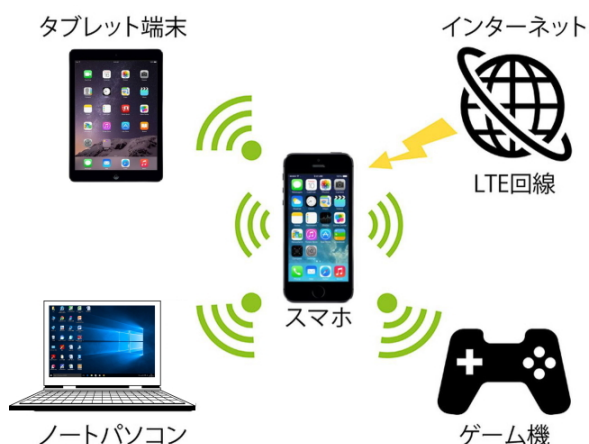 タブレット端末
インターネット
LTE回線
スマホ
ノートパソコン
ゲーム機